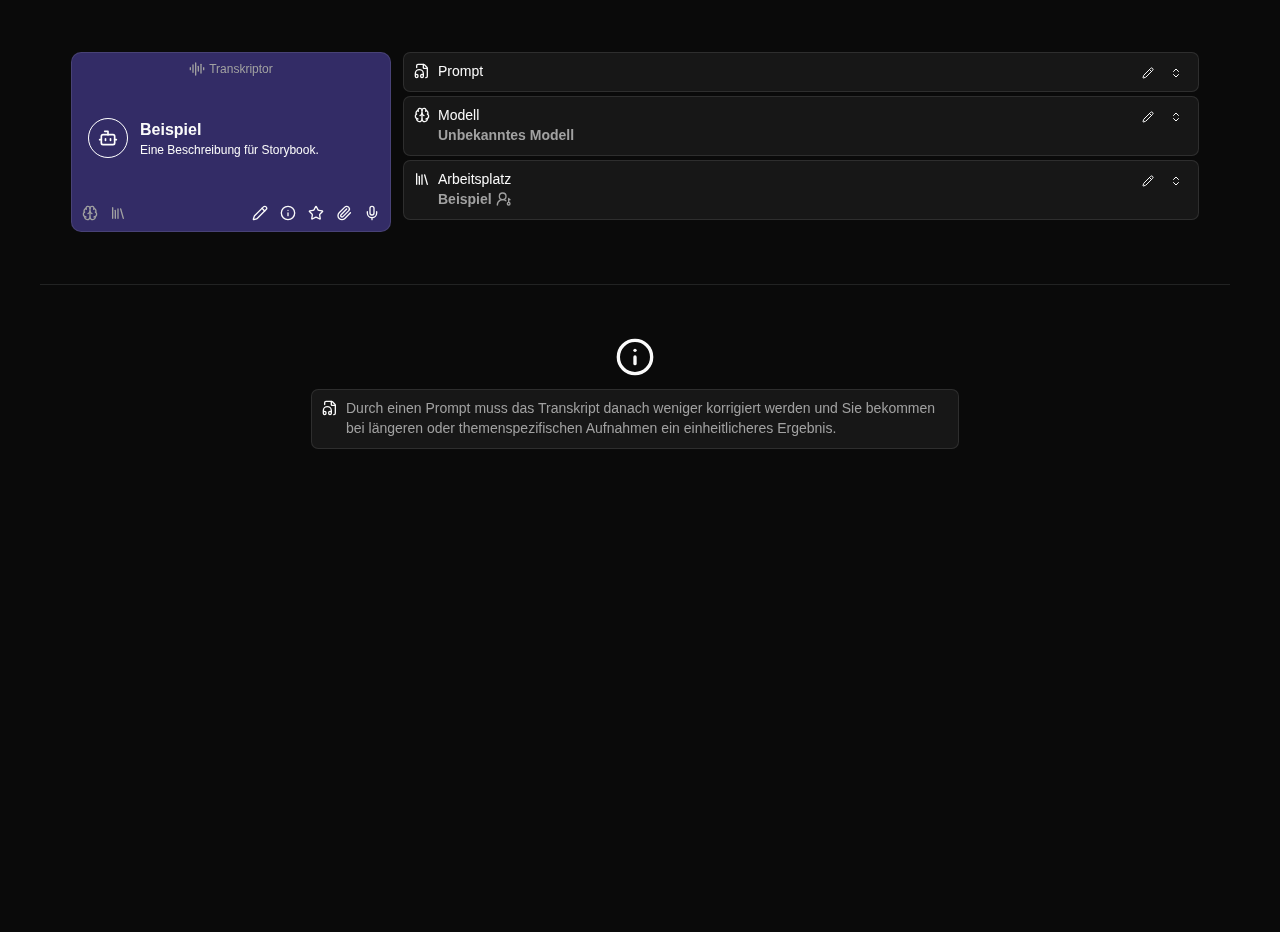 Transkriptor
Beispiel
Eine Beschreibung für Storybook.
Prompt
Modell
Unbekanntes Modell
Arbeitsplatz
Beispiel
Durch einen Prompt muss das Transkript danach weniger korrigiert werden und Sie bekommen
bei längeren oder themenspezifischen Aufnahmen ein einheitlicheres Ergebnis.